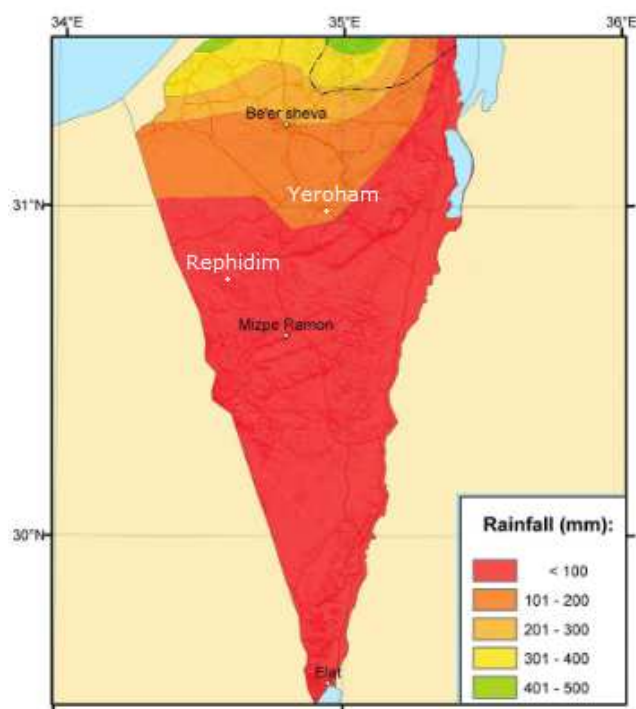 34°E 35°E 36°E
Be'er sheva
Yeroham
31°N
Rephidim
Mizpe Ramon
30°N
Rainfall (mm):
< 100
101 - 200
201 - 300
301 - 400
401 - 500
Elat